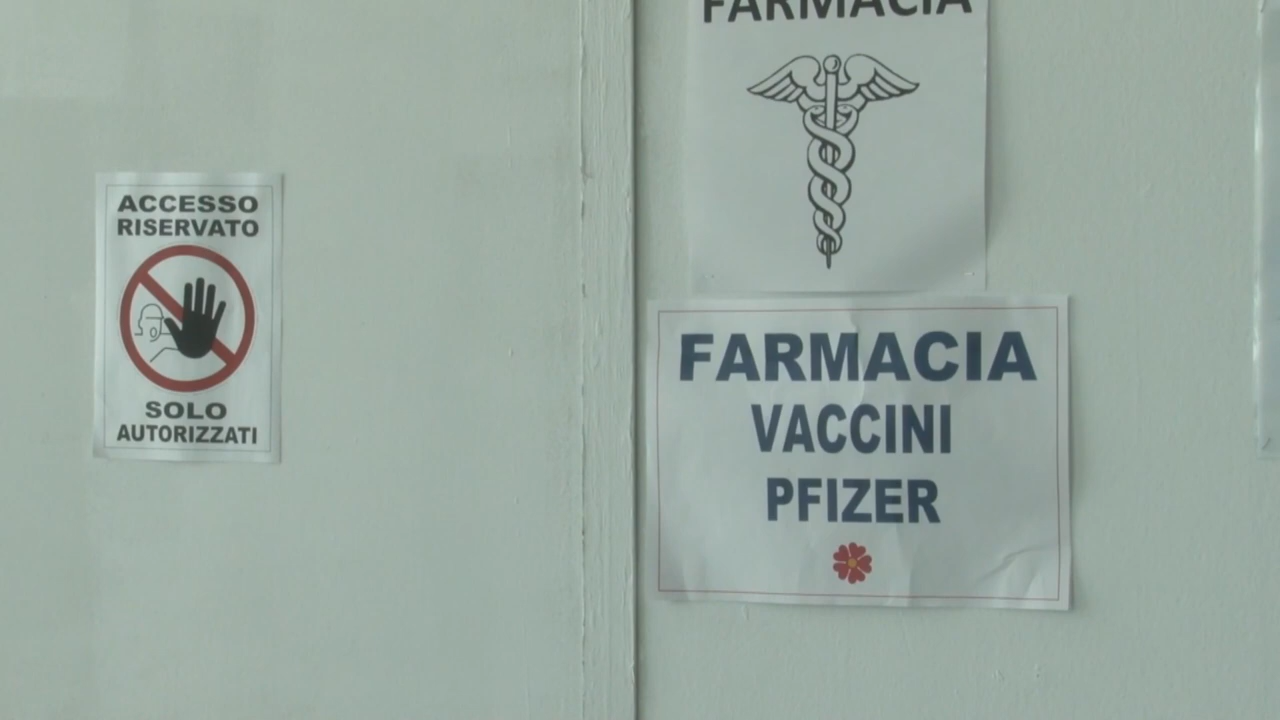 ACCESSO
RISERVATO
SOLO
AUTORIZZATI
FARMACIA
FARMACIA
VACCINI
PFIZER